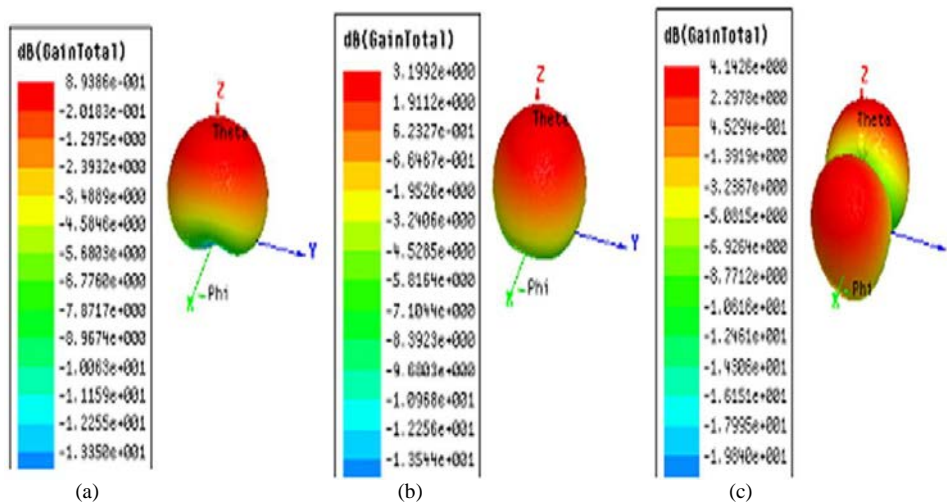 dB(GainTotal)
8.9386e+001
-2.0183e+001
-1.2975e+000
-2.3932e+000
-3.4889e+000
-4.5846e+000
-5.6803e+000
-6.7760e+000
-7.8717e+000
-8.9674e+000
-1.0063e+001
-1.1159e+001
-1.2255e+001
-1.3350e+001
Z
Theta
Y
Phi
X
(a)
dB(GainTotal)
3.1992e+000
1.9112e+000
6.2327e-001
-6.6467e-001
-1.9526e+000
-3.2406e+000
-4.5285e+000
-5.8164e+000
-7.1044e+000
-8.3923e+000
-9.6803e+000
-1.0968e+001
-1.2256e+001
-1.3544e+001
Z
Theta
Y
Phi
X
(b)
dB(GainTotal)
4.1426e+000
2.2978e+000
4.5294e-001
-1.3919e+000
-3.2367e+000
-5.0815e+000
-6.9264e+000
-8.7712e+000
-1.0616e+001
-1.2461e+001
-1.4306e+001
-1.6151e+001
-1.7995e+001
-1.9840e+001
Z
Theta
Phi
X
(c)